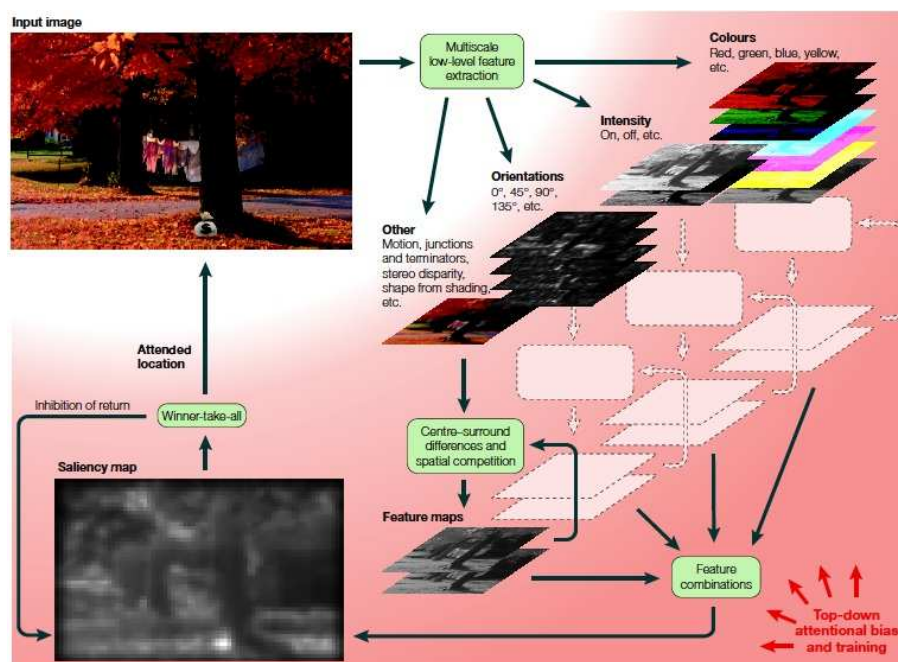 Input image
Multiscale
low-level feature
extraction
Colours
Red, green, blue, yellow,
etc.
Intensity
On, off, etc.
Orientations
0°, 45°, 90°,
135°, etc.
Other
Motion, junctions
and terminators,
stereo disparity,
shape from shading,
etc.
Attended
location
Inhibition of return
Winner-take-all
Centre–surround
differences and
spatial competition
Saliency map
Feature maps
Feature
combinations
Top-down
attentional bias
and training